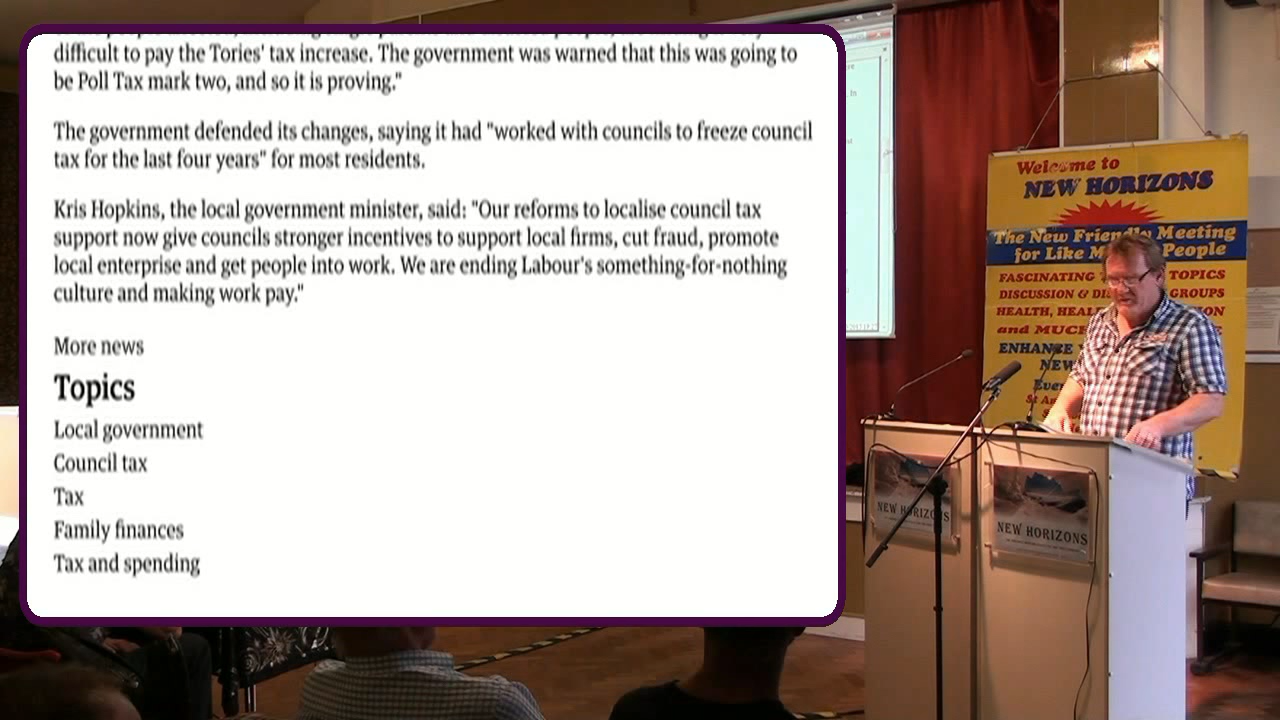 difficult to pay the Tories' tax increase. The government was warned that this was going to
be Poll Tax mark two, and so it is proving."
The government defended its changes, saying it had "worked with councils to freeze council
tax for the last four years" for most residents.
Kris Hopkins, the local government minister, said: "Our reforms to localise council tax
support now give councils stronger incentives to support local firms, cut fraud, promote
local enterprise and get people into work. We are ending Labour's something-for-nothing
culture and making work pay."
More news
Topics
Local government
Council tax
Tax
Family finances
Tax and spending
Welcome to
NEW HORIZONS
The New Friendly Meeting
for Like People
FASCINATING TOPICS
DISCUSSION & GROUPS
HEALTH,
and
ENHANCE
NEW
NEW HORIZONS
NEW HORIZONS